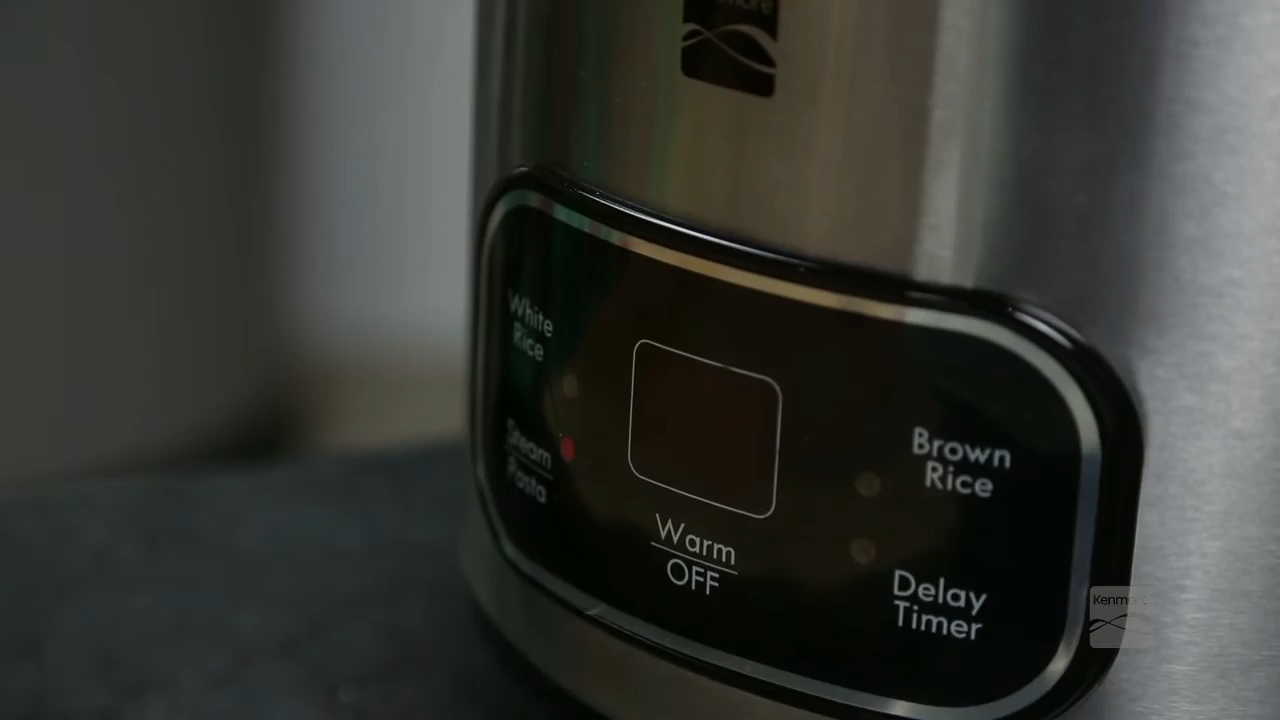 White
Rice
Steam
Pasta
Warm
OFF
Brown
Rice
Delay
Timer
Kenmore